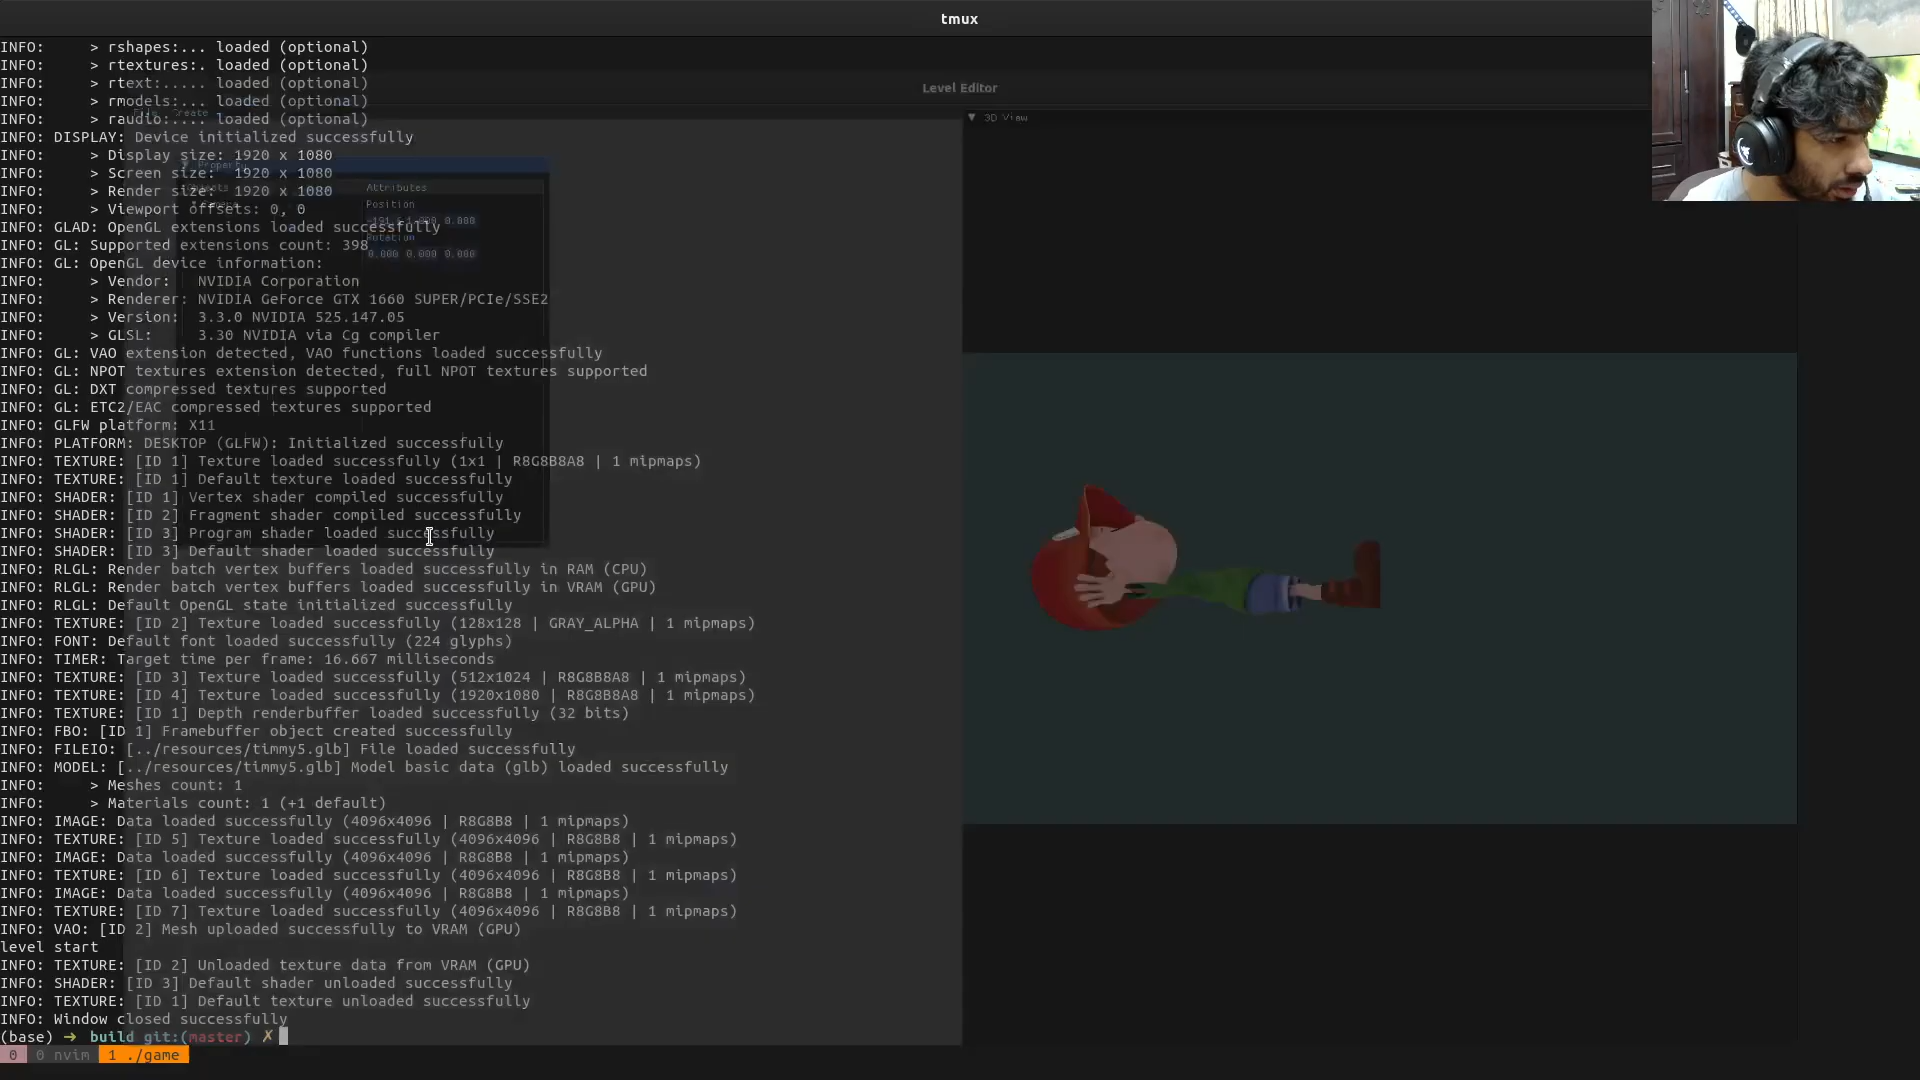 tmux
INFO:     > rshapes:... loaded (optional)
INFO:     > rtextures:. loaded (optional)
INFO:     > rtext:..... loaded (optional)
Level Editor
INFO:     > rmodels:... loaded (optional)
File Create
3D View
INFO:     > raudio:.... loaded (optional)
INFO: DISPLAY: Device initialized successfully
INFO:     > Display size: 1920 x 1080
Property
INFO:     > Screen size:  1920 x 1080
Attributes
INFO:     > Render size:  1920 x 1080
Position
INFO:     > Viewport offsets: 0, 0
0.000
INFO: GLAD: OpenGL extensions loaded successfully
Rotation
INFO: GL: Supported extensions count: 398
0.000 0.000 0.000
INFO: GL: OpenGL device information:
INFO:     > Vendor:   NVIDIA Corporation
INFO:     > Renderer: NVIDIA GeForce GTX 1660 SUPER/PCIe/SSE2
INFO:     > Version:  3.3.0 NVIDIA 525.147.05
INFO:     > GLSL:     3.30 NVIDIA via Cg compiler
INFO: GL: VAO extension detected, VAO functions loaded successfully
INFO: GL: NPOT textures extension detected, full NPOT textures supported
INFO: GL: DXT compressed textures supported
INFO: GL: ETC2/EAC compressed textures supported
INFO: GLFW platform: X11
INFO: PLATFORM: DESKTOP (GLFW): Initialized successfully
INFO: TEXTURE: [ID 1] Texture loaded successfully (1x1 | R8G8B8A8 | 1 mipmaps)
INFO: TEXTURE: [ID 1] Default texture loaded successfully
INFO: SHADER: [ID 1] Vertex shader compiled successfully
INFO: SHADER: [ID 2] Fragment shader compiled successfully
INFO: SHADER: [ID 3] Program shader loaded successfully
INFO: SHADER: [ID 3] Default shader loaded successfully
INFO: RLGL: Render batch vertex buffers loaded successfully in RAM (CPU)
INFO: RLGL: Render batch vertex buffers loaded successfully in VRAM (GPU)
INFO: RLGL: Default OpenGL state initialized successfully
INFO: TEXTURE: [ID 2] Texture loaded successfully (128x128 | GRAY_ALPHA | 1 mipmaps)
INFO: FONT: Default font loaded successfully (224 glyphs)
INFO: TIMER: Target time per frame: 16.667 milliseconds
INFO: TEXTURE: [ID 3] Texture loaded successfully (512x1024 | R8G8B8A8 | 1 mipmaps)
INFO: TEXTURE: [ID 4] Texture loaded successfully (1920x1080 | R8G8B8A8 | 1 mipmaps)
INFO: TEXTURE: [ID 1] Depth renderbuffer loaded successfully (32 bits)
INFO: FBO: [ID 1] Framebuffer object created successfully
INFO: FILEIO: [../resources/timmy5.glb] File loaded successfully
INFO: MODEL: [../resources/timmy5.glb] Model basic data (glb) loaded successfully
INFO:     > Meshes count: 1
INFO:     > Materials count: 1 (+1 default)
INFO: IMAGE: Data loaded successfully (4096x4096 | R8G8B8 | 1 mipmaps)
INFO: TEXTURE: [ID 5] Texture loaded successfully (4096x4096 | R8G8B8 | 1 mipmaps)
INFO: IMAGE: Data loaded successfully (4096x4096 | R8G8B8 | 1 mipmaps)
INFO: TEXTURE: [ID 6] Texture loaded successfully (4096x4096 | R8G8B8 | 1 mipmaps)
INFO: IMAGE: Data loaded successfully (4096x4096 | R8G8B8 | 1 mipmaps)
INFO: TEXTURE: [ID 7] Texture loaded successfully (4096x4096 | R8G8B8 | 1 mipmaps)
INFO: VAO: [ID 2] Mesh uploaded successfully to VRAM (GPU)
level start
INFO: TEXTURE: [ID 2] Unloaded texture data from VRAM (GPU)
INFO: SHADER: [ID 3] Default shader unloaded successfully
INFO: TEXTURE: [ID 1] Default texture unloaded successfully
INFO: Window closed successfully
(base) ➜  build git:(master) ✗
0  0 nvim  1 ./game